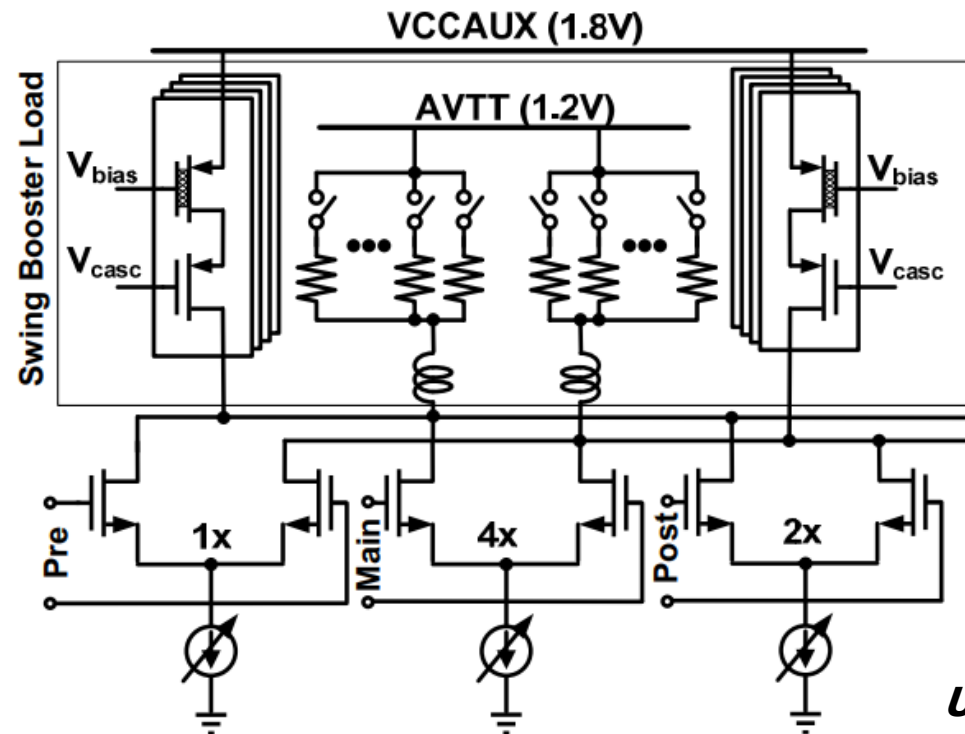 VCCAUX (1.8V)
Swing Booster Load
AVTT (1.2V)
Vbias
Vbias
Vcasc
Vcasc
Pre
1x
Main
4x
Post
2x
U